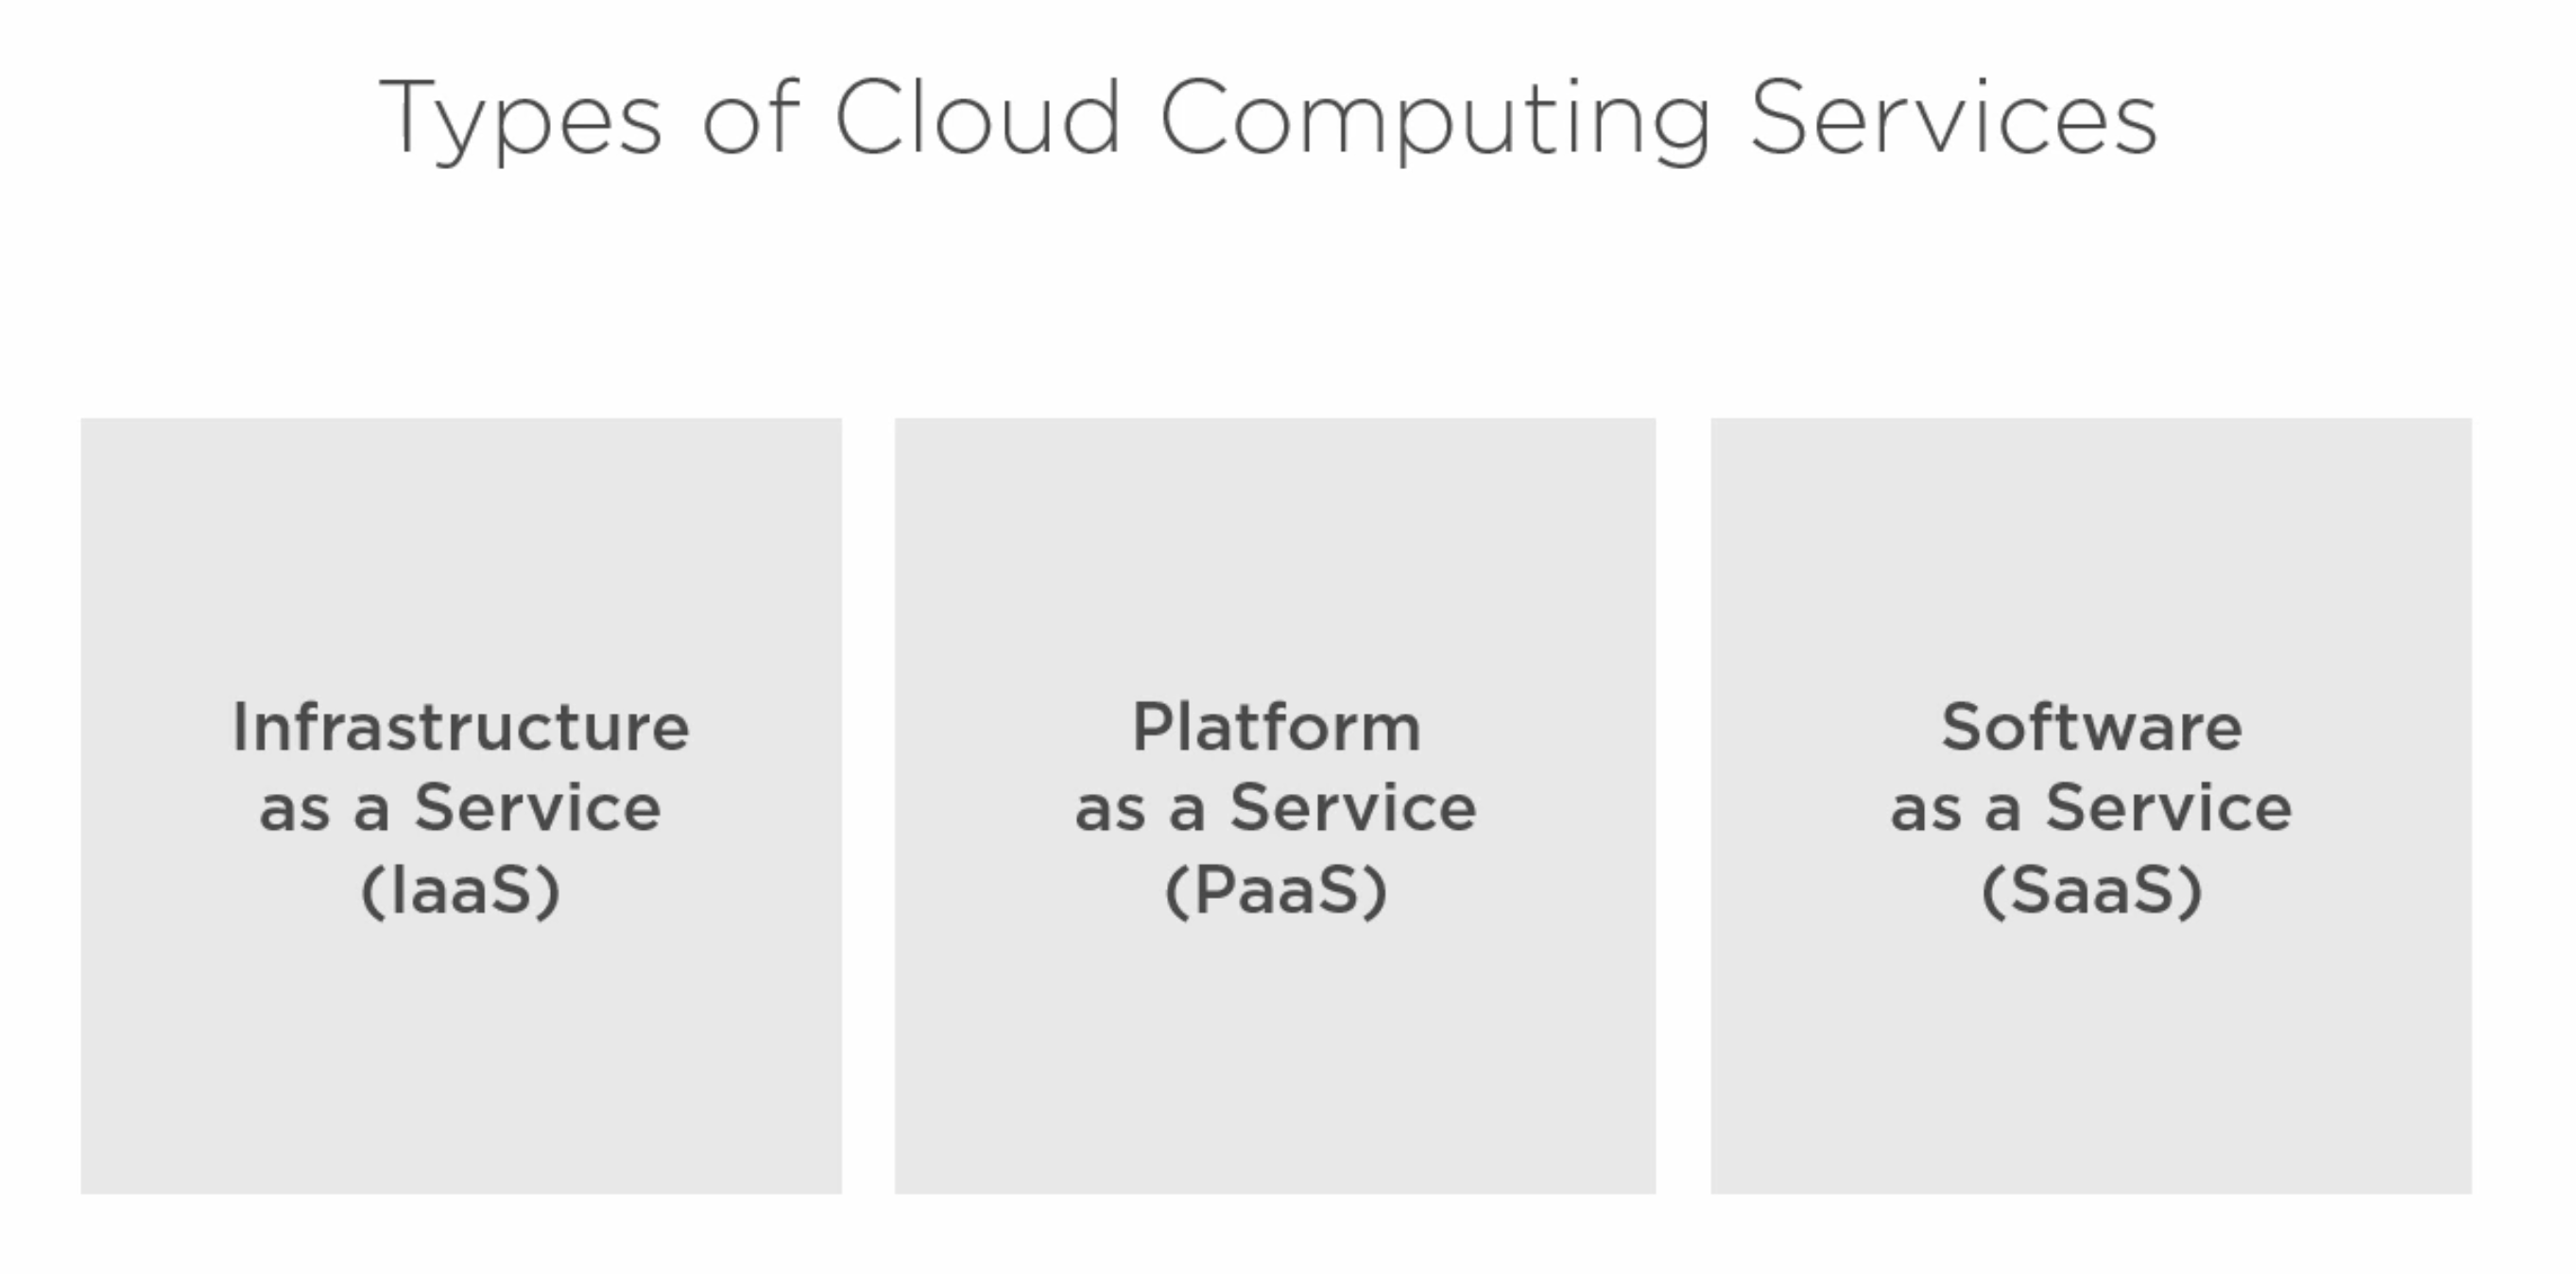 Types of Cloud Computing Services
Infrastructure
as a Service
(IaaS)
Platform
as a Service
(PaaS)
Software
as a Service
(SaaS)